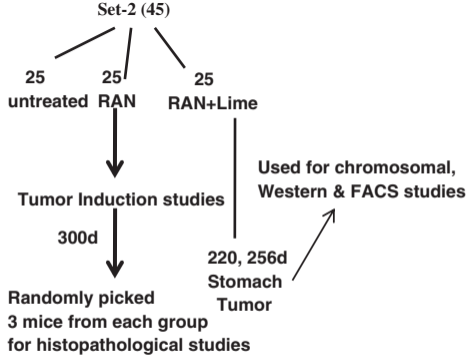 Set-2 (45)
25 25 25
untreated RAN RAN+Lime
Used for chromosomal,
Western & FACS studies
Tumor Induction studies
300d
220, 256d
Stomach
Tumor
Randomly picked
3 mice from each group
for histopathological studies